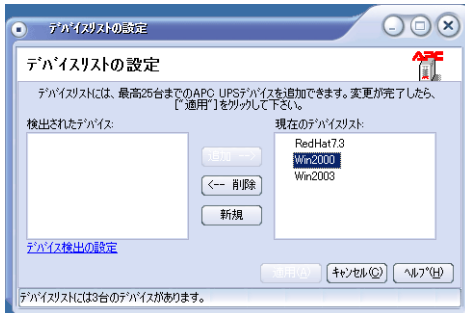 ﾃﾞﾊﾞｲｽﾘｽﾄの設定
ﾃﾞﾊﾞｲｽﾘｽﾄの設定
APC
ﾃﾞﾊﾞｲｽﾘｽﾄには、最高25台までのAPC UPSﾃﾞﾊﾞｲｽを追加できます。変更が完了したら、
["適用"]をｸﾘｯｸして下さい。
検出されたﾃﾞﾊﾞｲｽ:
現在のﾃﾞﾊﾞｲｽﾘｽﾄ:
RedHat7.3
Win2000
Win2003
追加 -->
<-- 削除
新規
ﾃﾞﾊﾞｲｽ検出の設定
適用(A)
ｷｬﾝｾﾙ(C)
ﾍﾙﾌﾟ(H)
ﾃﾞﾊﾞｲｽﾘｽﾄには3台のﾃﾞﾊﾞｲｽがあります。